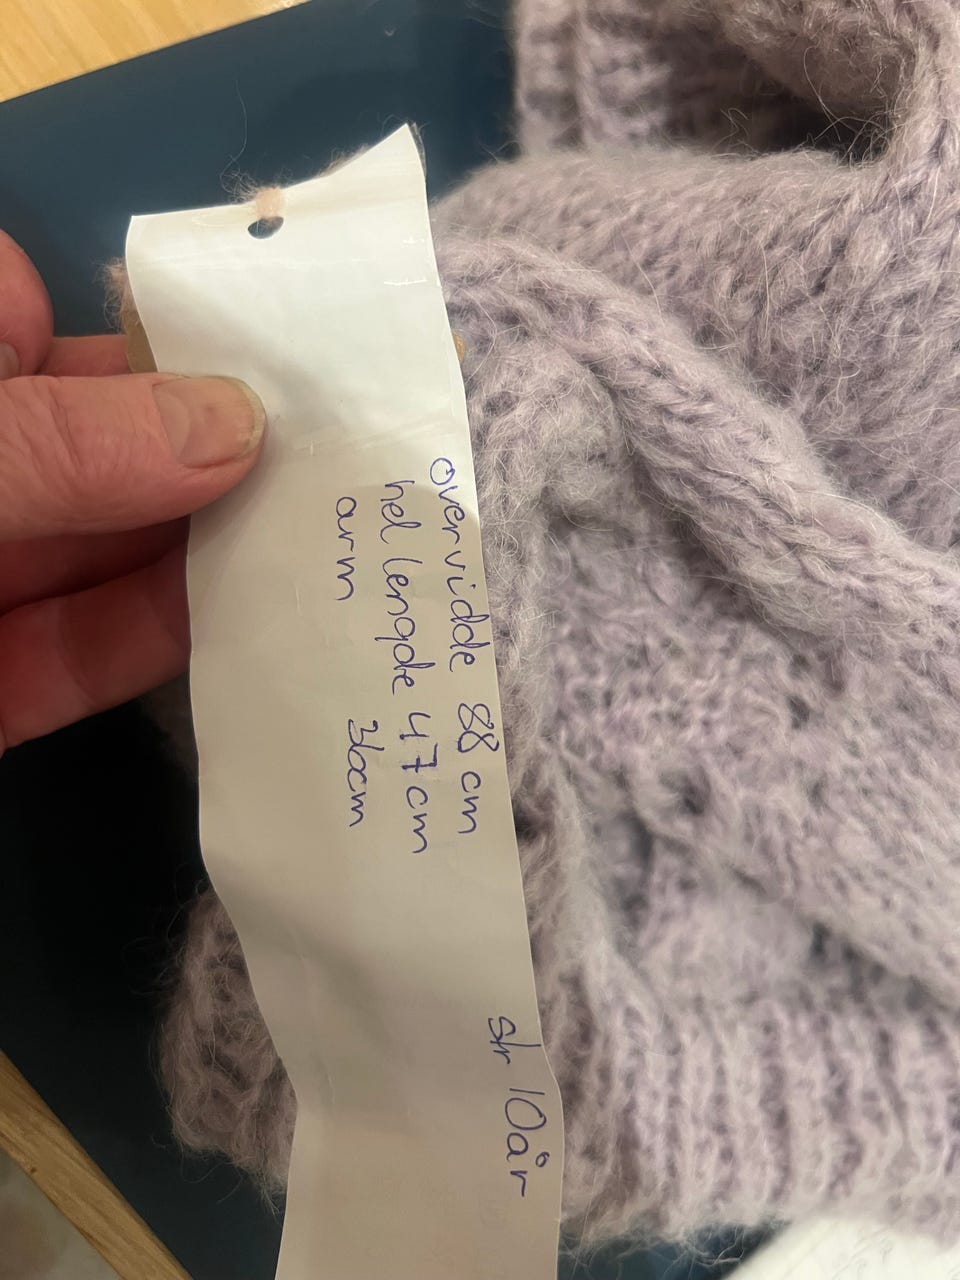 overvidde 88 cm
hel lengde 47 cm
arm 36cm
str 10år